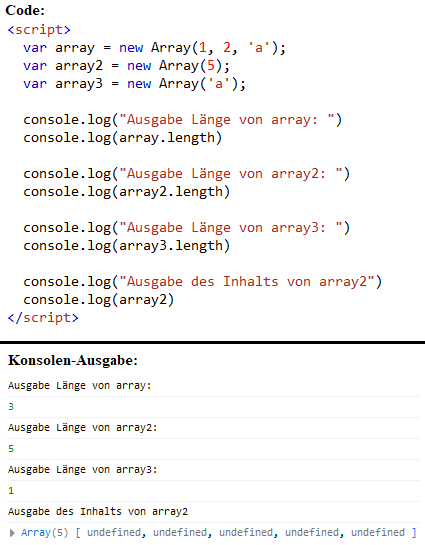 Code:
<script>
var array = new Array(1, 2, 'a');
var array2 = new Array(5);
var array3 = new Array('a');
console.log("Ausgabe Länge von array: ")
console.log(array.length)
console.log("Ausgabe Länge von array2: ")
console.log(array2.length)
console.log("Ausgabe Länge von array3: ")
console.log(array3.length)
console.log("Ausgabe des Inhalts von array2")
console.log(array2)
</script>
Konsolen-Ausgabe:
Ausgabe Länge von array:
3
Ausgabe Länge von array2:
5
Ausgabe Länge von array3:
1
Ausgabe des Inhalts von array2
Array(5) [ undefined, undefined, undefined, undefined, undefined ]